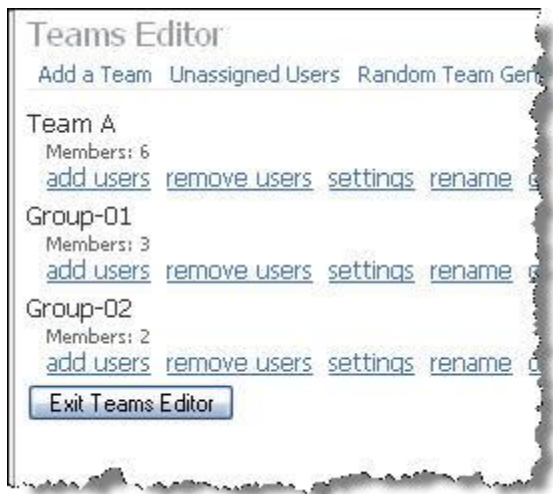 Teams Editor
Add a Team Unassigned Users Random Team
Team A
Members: 6
add users remove users settings rename
Group-01
Members: 3
add users remove users settings rename
Group-02
Members: 2
add users remove users settings rename
Exit Teams Editor